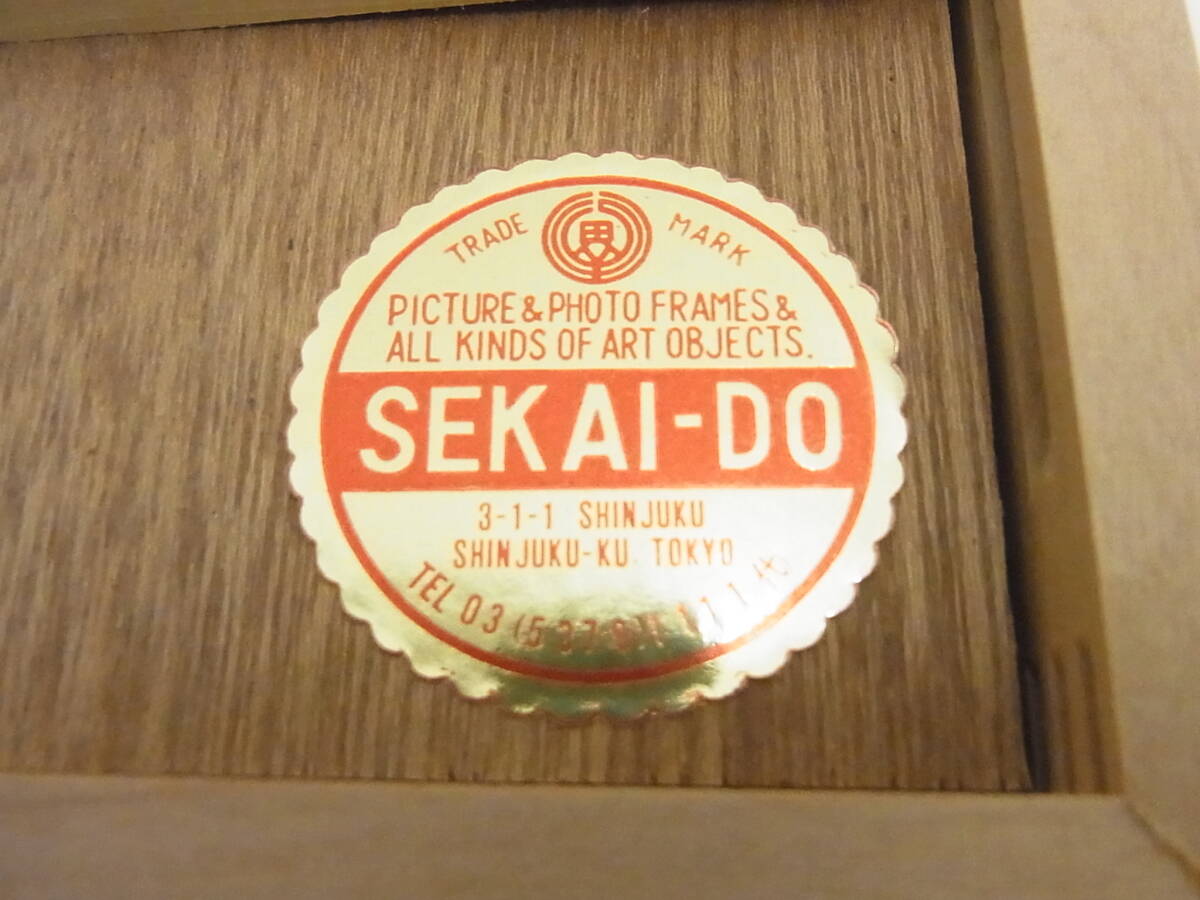 TRADE MARK
PICTURE & PHOTO FRAMES &
ALL KINDS OF ART OBJECTS.
SEKAI-DO
3-1-1 SHINJUKU
SHINJUKU-KU. TOKYO
TEL 03